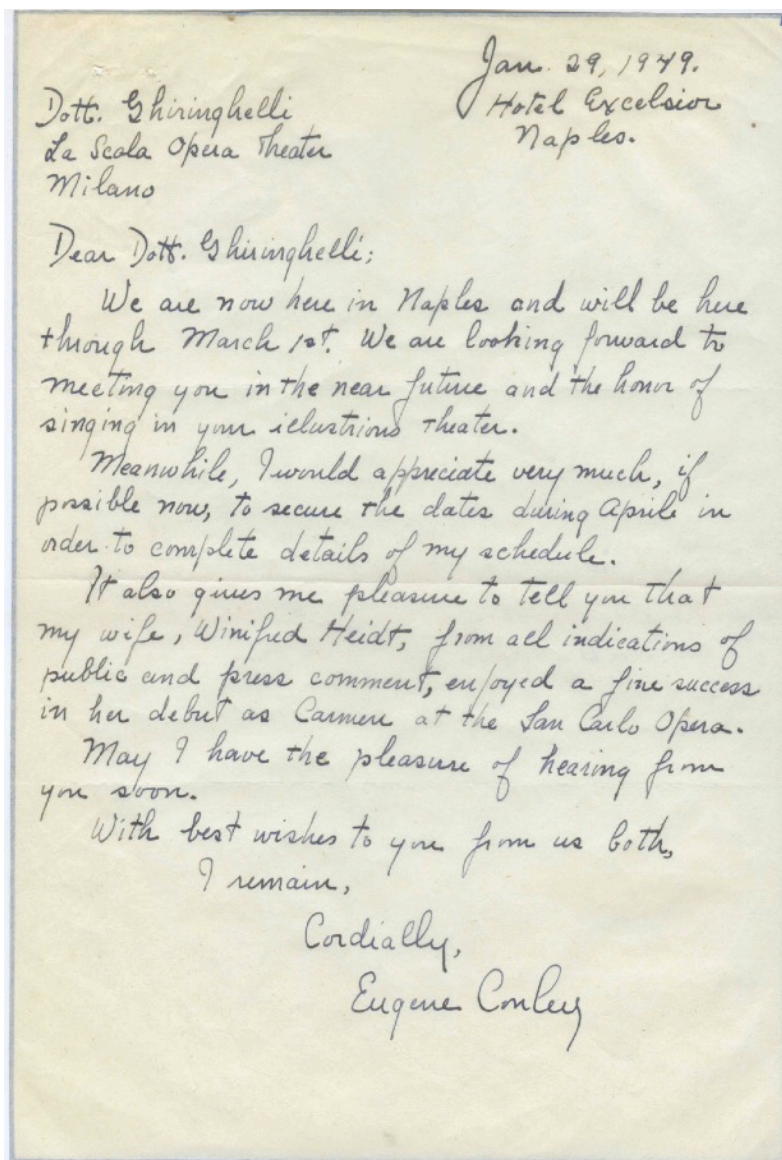 Jan. 29, 1949.
Hotel Excelsior
Naples.
Dott. Ghiringhelli
La Scala Opera Theater
Milano
Dear Dott. Ghiringhelli:
We are now here in Naples and will be here
through March 1st. We are looking forward to
meeting you in the near future and the honor of
singing in your illustrious theater.
Meanwhile, I would appreciate very much, if
possible now, to secure the dates during Aprile in
order to complete details of my schedule.
It also gives me pleasure to tell you that
my wife, Winifred Heidt, from all indications of
public and press comment, enjoyed a fine success
in her debut as Carmen at the San Carlo Opera.
May I have the pleasure of hearing from
you soon.
With best wishes to you from us both,
I remain,
Cordially,
Eugene Conley